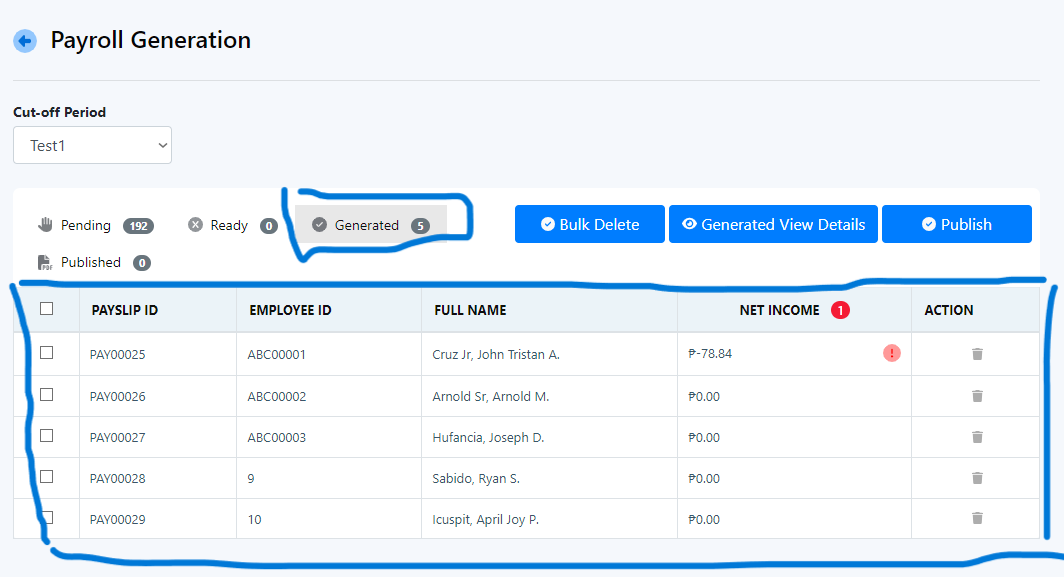 Payroll Generation
Cut-off Period
Test1
Pending 192 Ready 0 Generated 5 Bulk Delete Generated View Details Publish
Published 0
PAYSLIP ID EMPLOYEE ID FULL NAME NET INCOME 1 ACTION
PAY00025 ABC00001 Cruz Jr, John Tristan A. ₱-78.84 !
PAY00026 ABC00002 Arnold Sr, Arnold M. ₱0.00
PAY00027 ABC00003 Hufancia, Joseph D. ₱0.00
PAY00028 9 Sabido, Ryan S. ₱0.00
PAY00029 10 Icuspit, April Joy P. ₱0.00